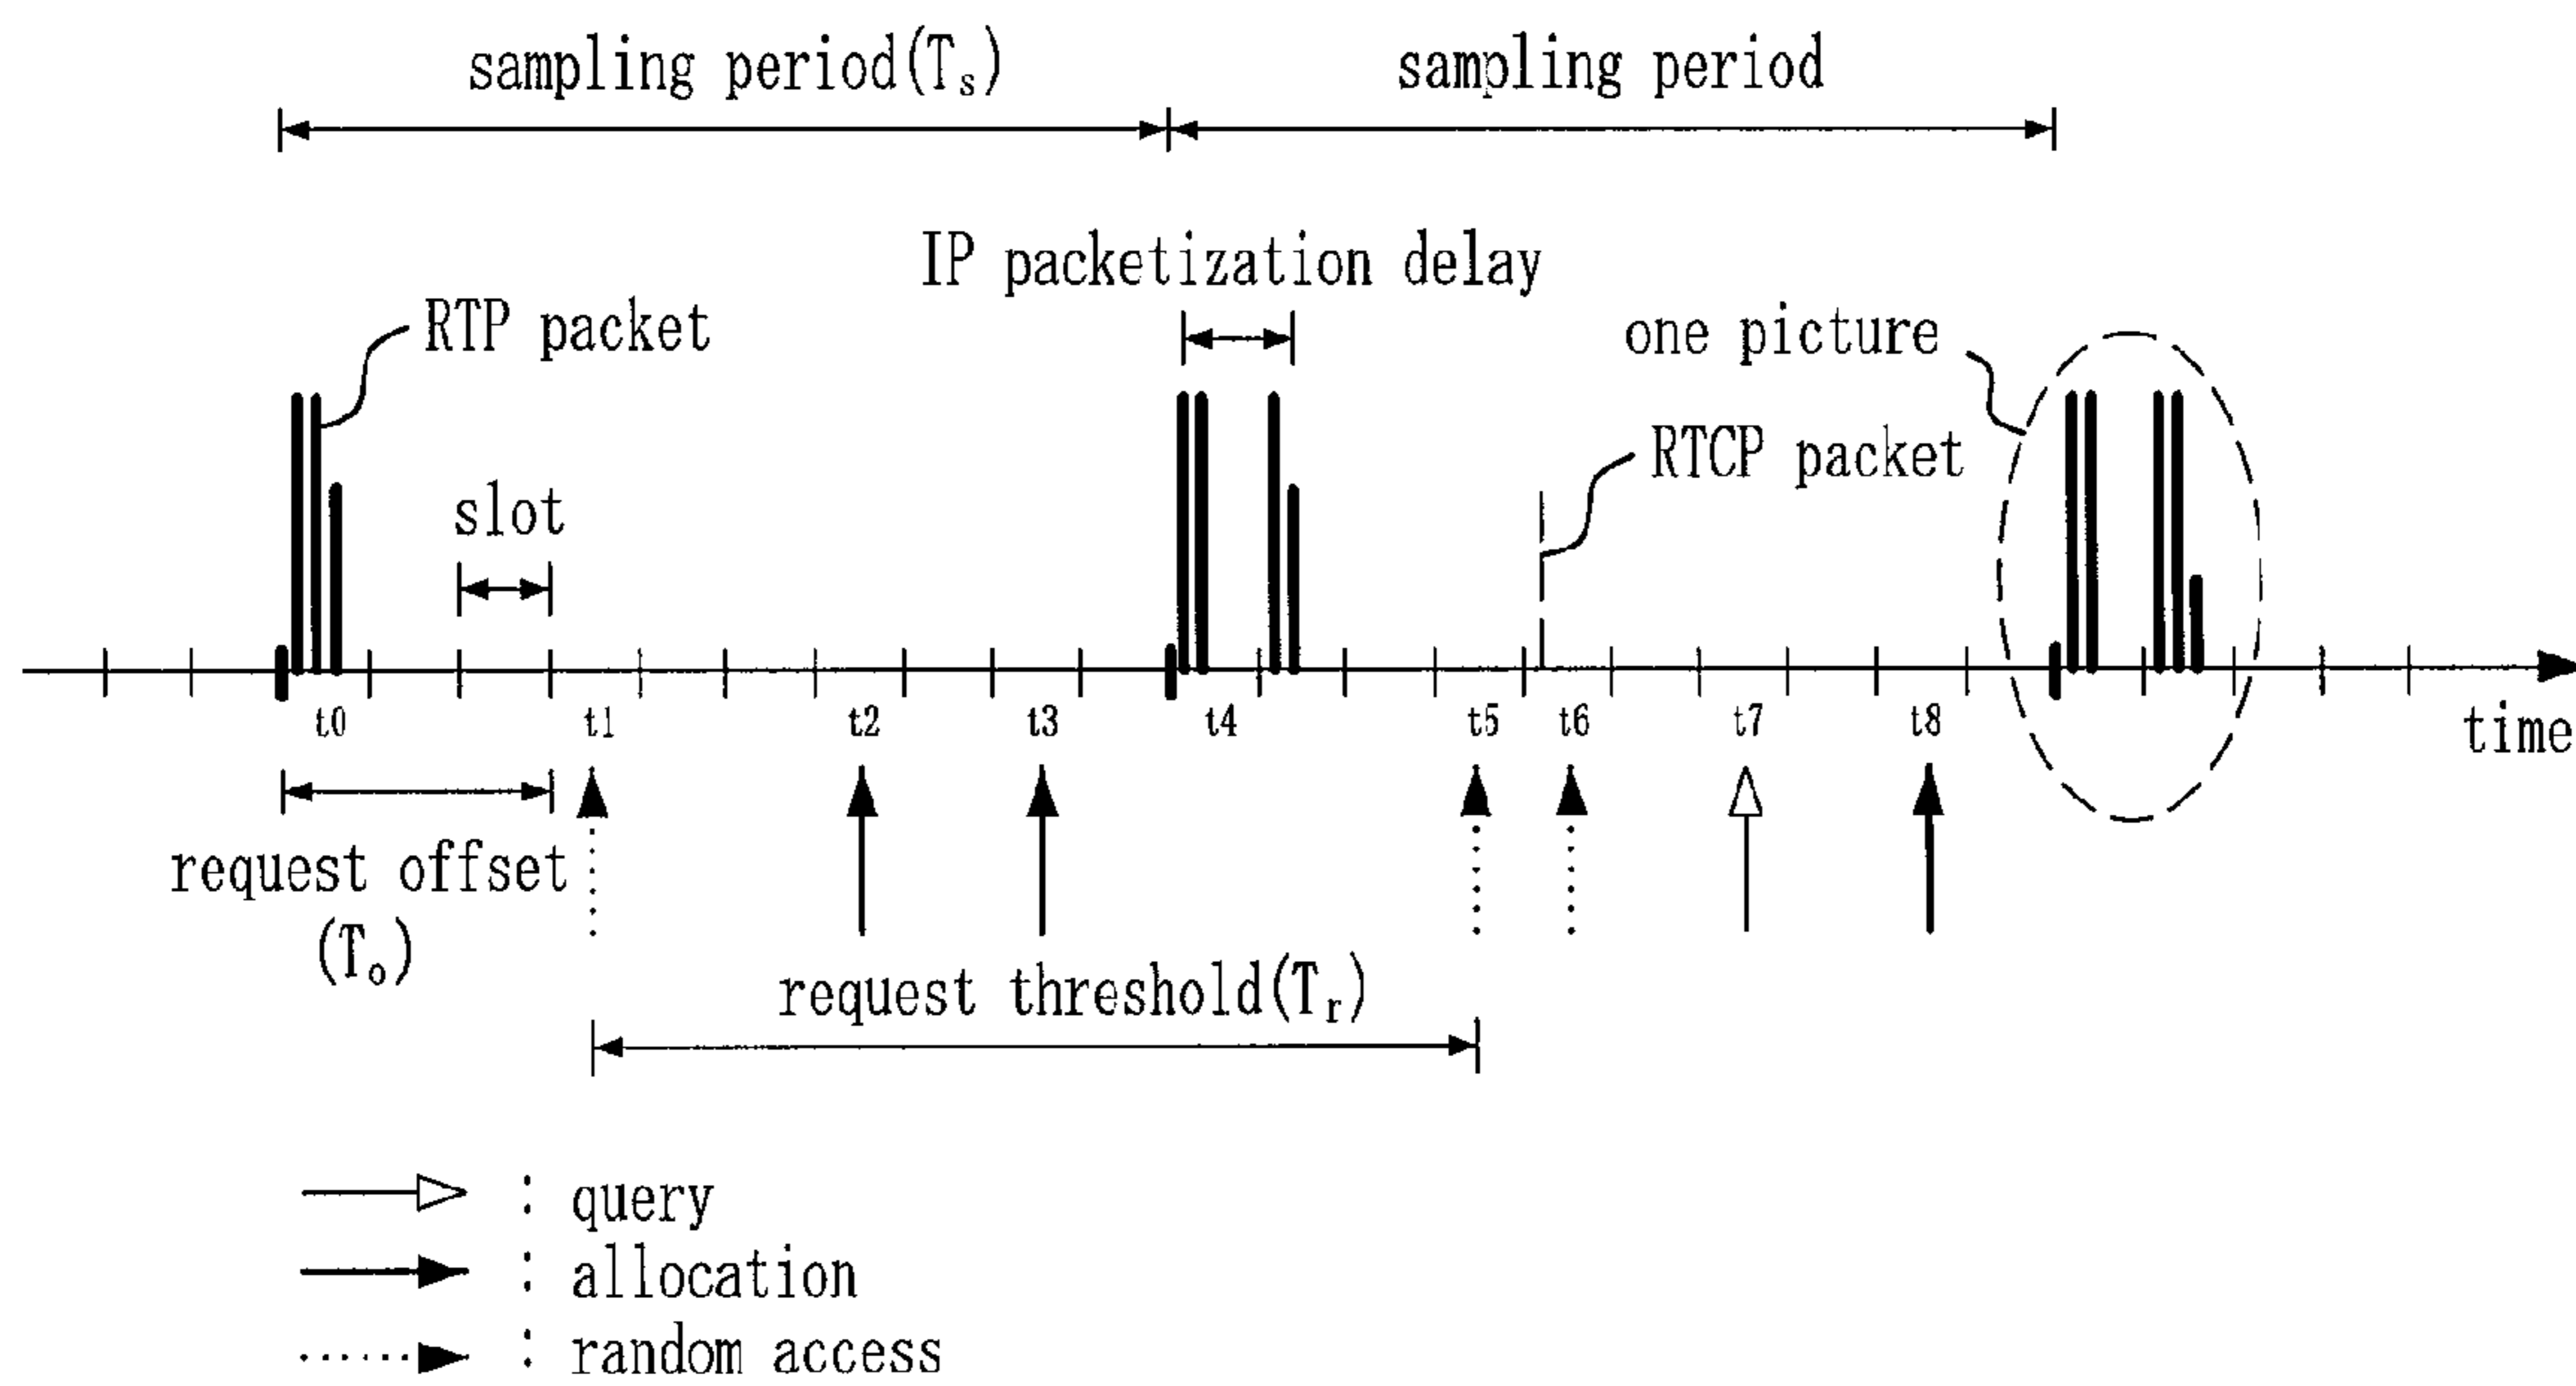 sampling period(Ts)
sampling period
IP packetization delay
RTP packet
one picture
RTCP packet
slot
t0
t1
t2
t3
t4
t5
t6
t7
t8
time
request offset
(To)
request threshold(Tr)
: query
: allocation
: random access